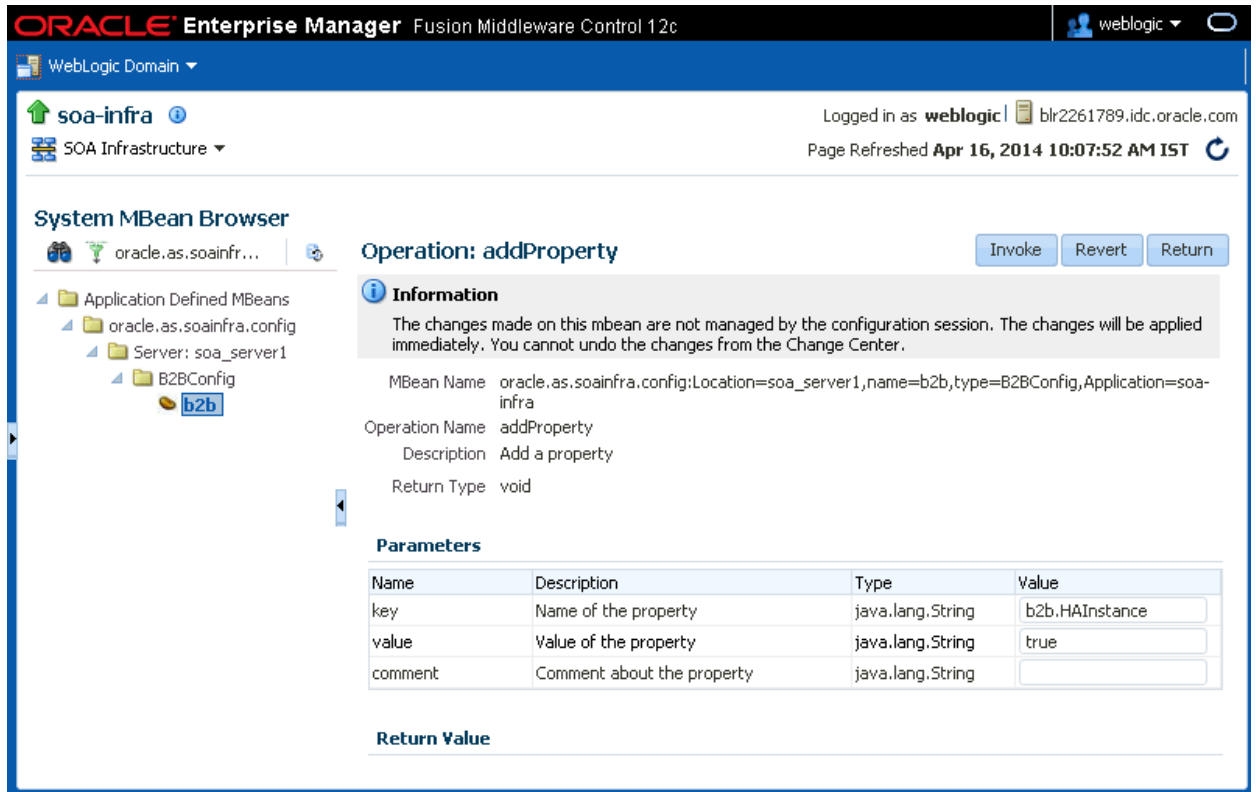 ORACLE Enterprise Manager Fusion Middleware Control 12c weblogic
WebLogic Domain
soa-infra
Logged in as weblogic blr2261789.idc.oracle.com
SOA Infrastructure
Page Refreshed Apr 16, 2014 10:07:52 AM IST
System MBean Browser
oracle.as.soainfr...
Application Defined MBeans
oracle.as.soainfra.config
Server: soa_server1
B2BConfig
b2b
Operation: addProperty Invoke Revert Return
Information
The changes made on this mbean are not managed by the configuration session. The changes will be applied
immediately. You cannot undo the changes from the Change Center.
MBean Name oracle.as.soainfra.config:Location=soa_server1,name=b2b,type=B2BConfig,Application=soa-
infra
Operation Name addProperty
Description Add a property
Return Type void
Parameters
Name Description Type Value
key Name of the property java.lang.String b2b.HAInstance
value Value of the property java.lang.String true
comment Comment about the property java.lang.String
Return Value